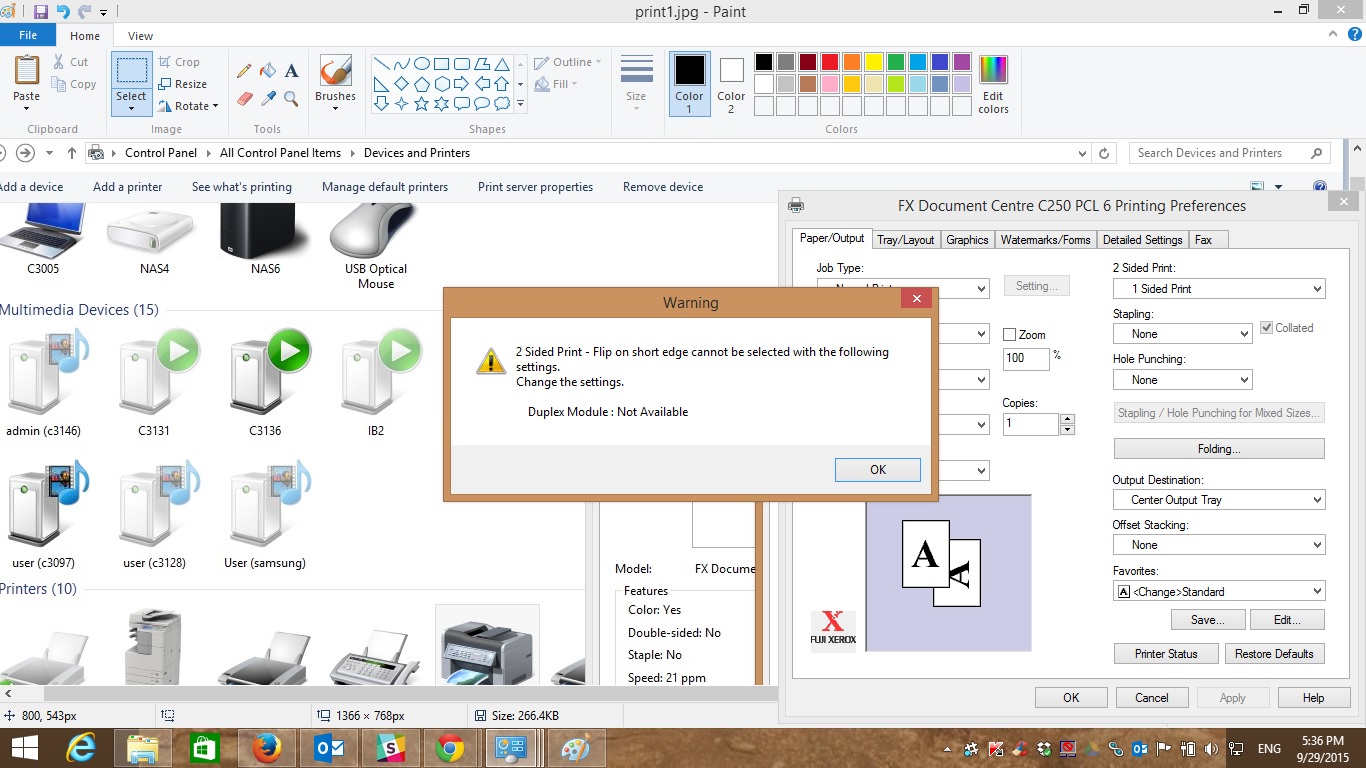 print1.jpg - Paint
File
Home
View
Paste
Cut
Copy
Clipboard
Select
Crop
Resize
Rotate
Image
A
Tools
Brushes
Outline
Fill
Shapes
Size
Color
1
Color
2
Edit
colors
Colors
Control Panel
All Control Panel Items
Devices and Printers
Search Devices and Printers
Add a device
Add a printer
See what's printing
Manage default printers
Print server properties
Remove device
C3005
NAS4
NAS6
USB Optical
Mouse
Multimedia Devices (15)
admin (c3146)
C3131
C3136
IB2
user (c3097)
user (c3128)
User (samsung)
Printers (10)
Model: FX Docume
Features
Color: Yes
Double-sided: No
Staple: No
Speed: 21 ppm
FX Document Centre C250 PCL 6 Printing Preferences
Paper/Output
Tray/Layout
Graphics
Watermarks/Forms
Detailed Settings
Fax
Job Type:
Setting...
Zoom
100 %
Copies:
1
2 Sided Print:
1 Sided Print
Stapling:
None
Collated
Hole Punching:
None
Stapling / Hole Punching for Mixed Sizes...
Folding...
Output Destination:
Center Output Tray
Offset Stacking:
None
Favorites:
A <Change>Standard
Save...
Edit...
Printer Status
Restore Defaults
A
A
X
FUJI XEROX
OK
Cancel
Apply
Help
Warning
2 Sided Print - Flip on short edge cannot be selected with the following
settings.
Change the settings.
Duplex Module : Not Available
OK
800, 543px
1366 × 768px
Size: 266.4KB
ENG
5:36 PM
9/29/2015